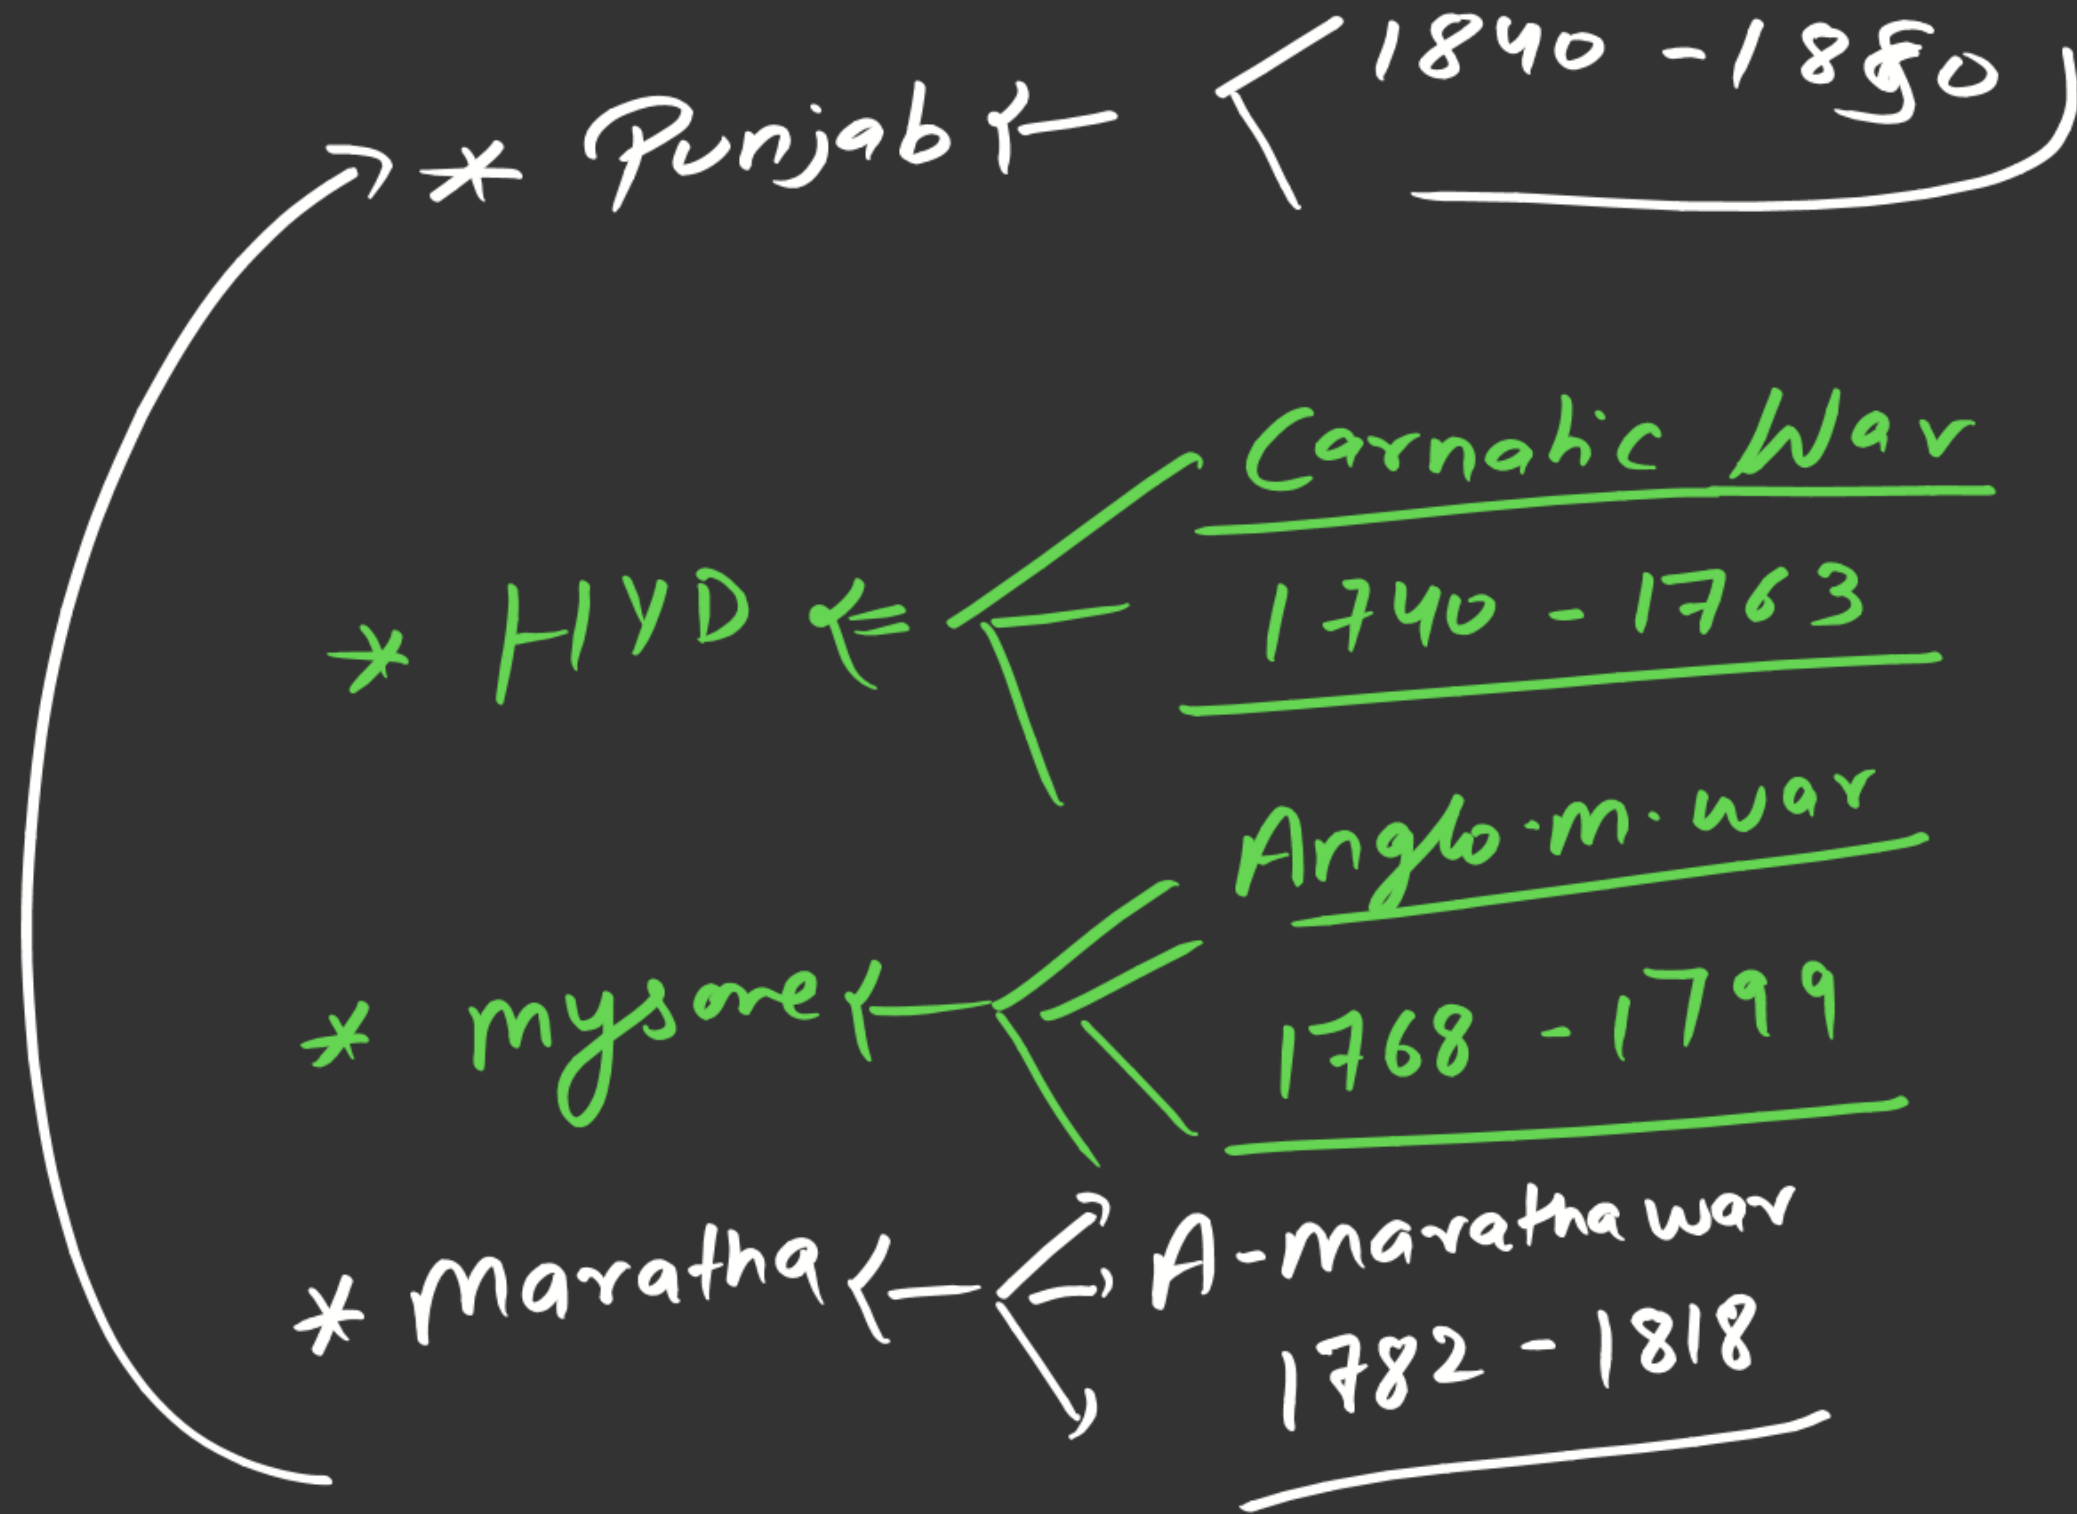 * Punjab ← 1840 - 1850
Carnatic War
* HYD ← 1740 - 1763
Anglo.m. war
* mysore ← 1768 - 1799
* maratha ← A-maratha war
1782 - 1818